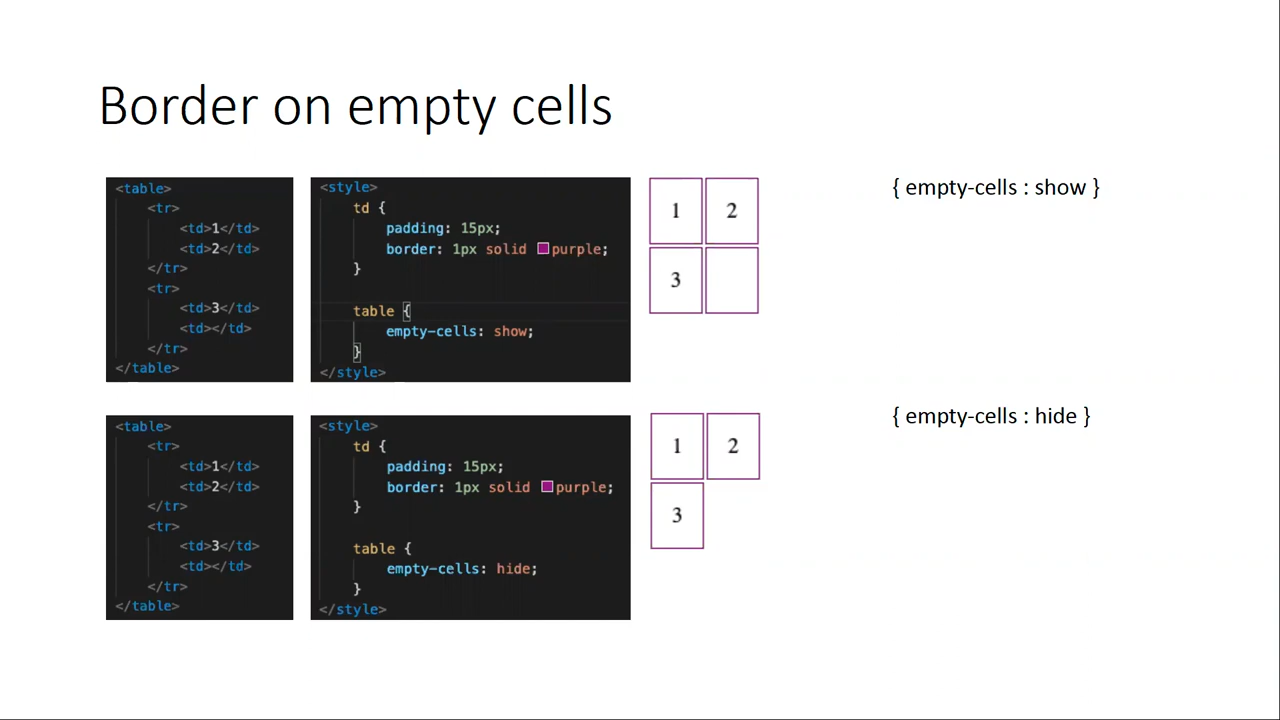 Border on empty cells
<table>
<tr>
<td>1</td>
<td>2</td>
</tr>
<tr>
<td>3</td>
<td></td>
</tr>
</table>
<style>
td {
padding: 15px;
border: 1px solid purple;
}
table {
empty-cells: show;
}
</style>
1 2
3
{ empty-cells : show }
<table>
<tr>
<td>1</td>
<td>2</td>
</tr>
<tr>
<td>3</td>
<td></td>
</tr>
</table>
<style>
td {
padding: 15px;
border: 1px solid purple;
}
table {
empty-cells: hide;
}
</style>
1 2
3
{ empty-cells : hide }